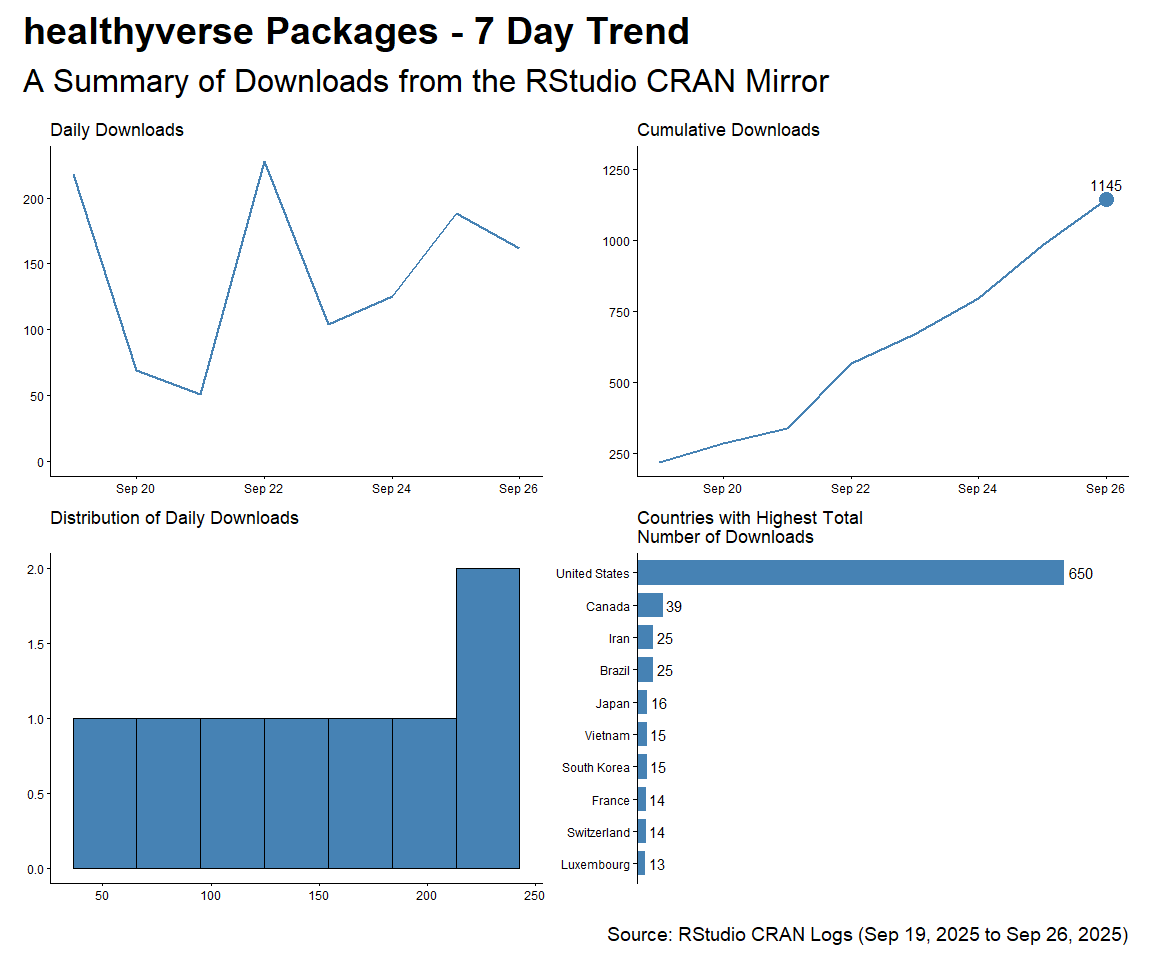 healthyverse Packages - 7 Day Trend
A Summary of Downloads from the RStudio CRAN Mirror
Daily Downloads
200
150
100
50
0
Sep 20 Sep 22 Sep 24 Sep 26
Cumulative Downloads
1250
1000
750
500
250
1145
Sep 20 Sep 22 Sep 24 Sep 26
Distribution of Daily Downloads
2.0
1.5
1.0
0.5
0.0
50 100 150 200 250
Countries with Highest Total
Number of Downloads
United States 650
Canada 39
Iran 25
Brazil 25
Japan 16
Vietnam 15
South Korea 15
France 14
Switzerland 14
Luxembourg 13
Source: RStudio CRAN Logs (Sep 19, 2025 to Sep 26, 2025)